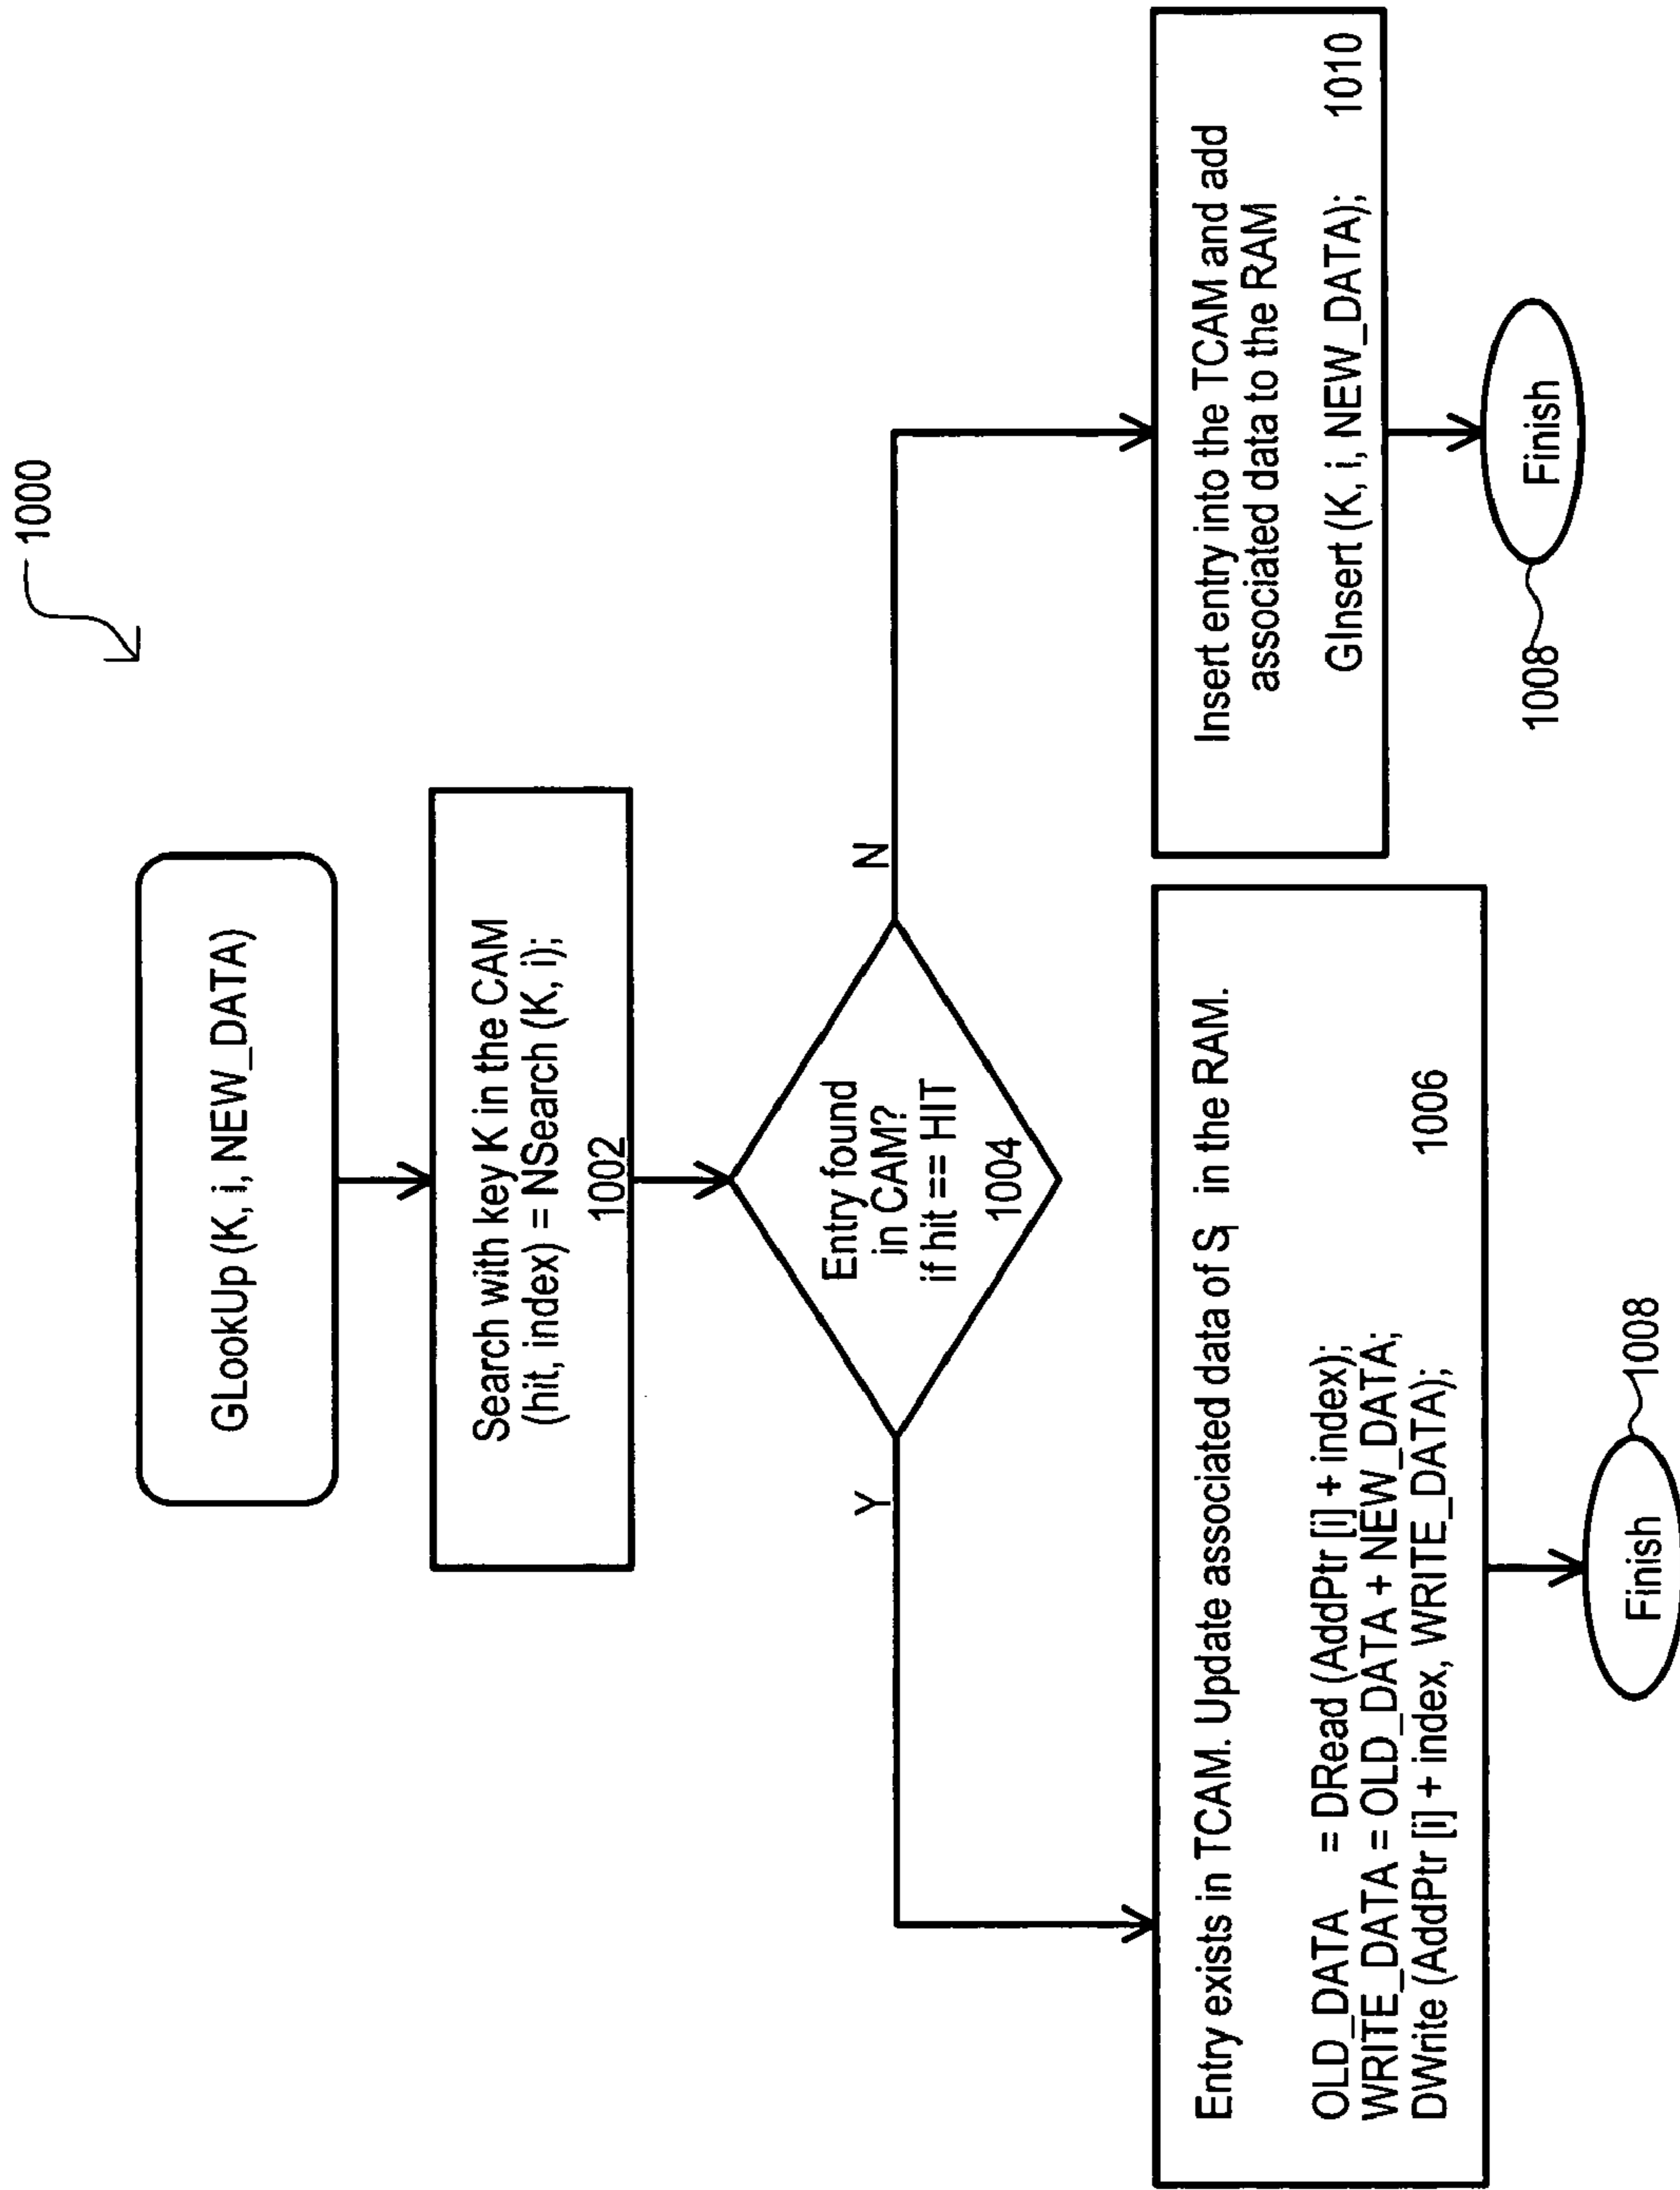 1000
GLookUp (K, i, NEW_DATA)
Search with key K in the CAM
(hit, index) = NSearch (K, i);
1002
Entry found
in CAM?
if hit == HIT
1004
Y
N
Entry exists in TCAM. Update associated data of Si in the RAM.
OLD_DATA = DRead (AddPtr [i] + index);
WRITE_DATA = OLD_DATA + NEW_DATA;
DWrite (AddPtr [i] + index, WRITE_DATA);
1006
Finish
1008
Insert entry into the TCAM and add
associated data to the RAM
GInsert (K, i, NEW_DATA); 1010
Finish
1008